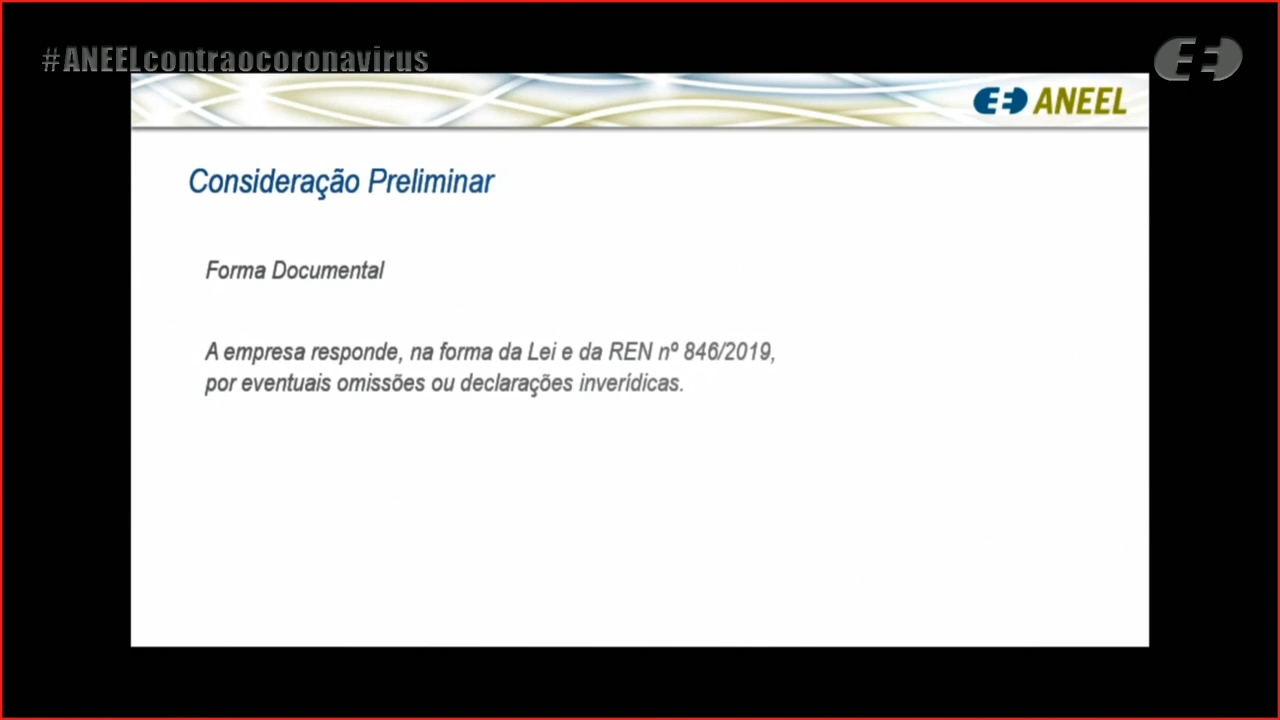 #ANEELcontraocoronavirus
ANEEL
Consideração Preliminar
Forma Documental
A empresa responde, na forma da Lei e da REN nº 846/2019,
por eventuais omissões ou declarações inverídicas.